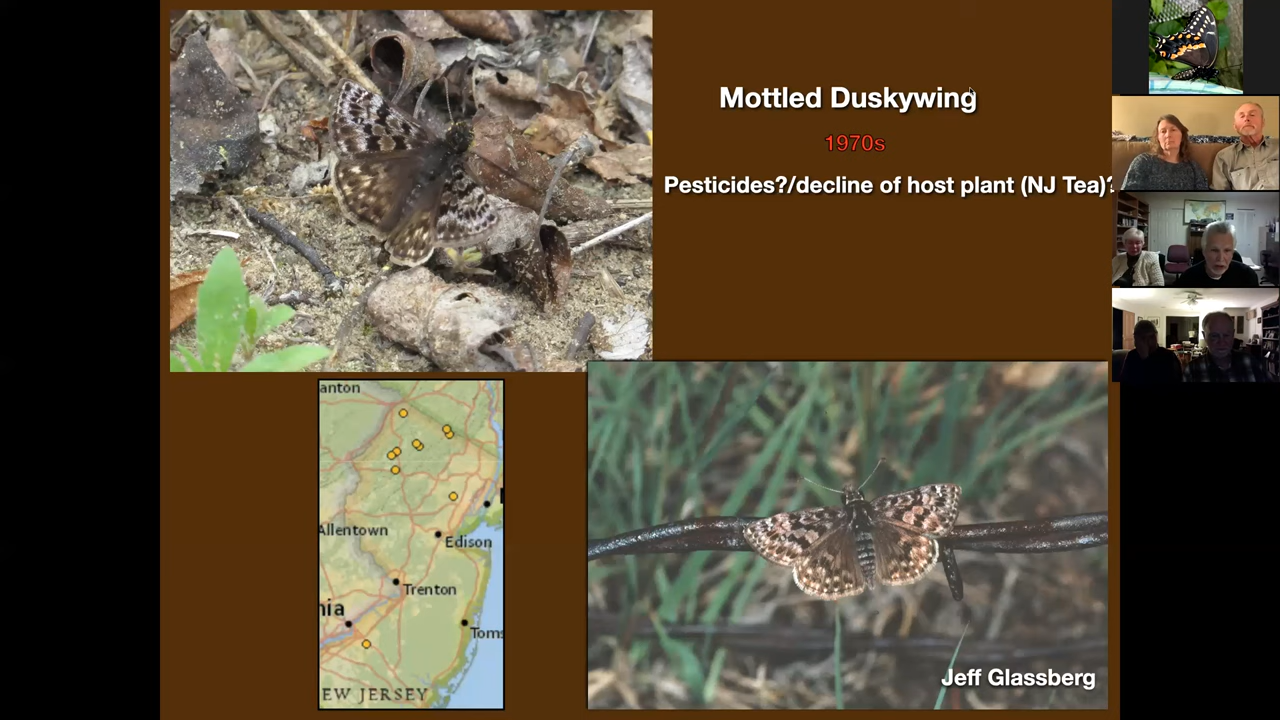 Mottled Duskywing
1970s
Pesticides?/decline of host plant (NJ Tea)?
anton
Allentown
Edison
Trenton
nia
Toms
EW JERSEY
Jeff Glassberg